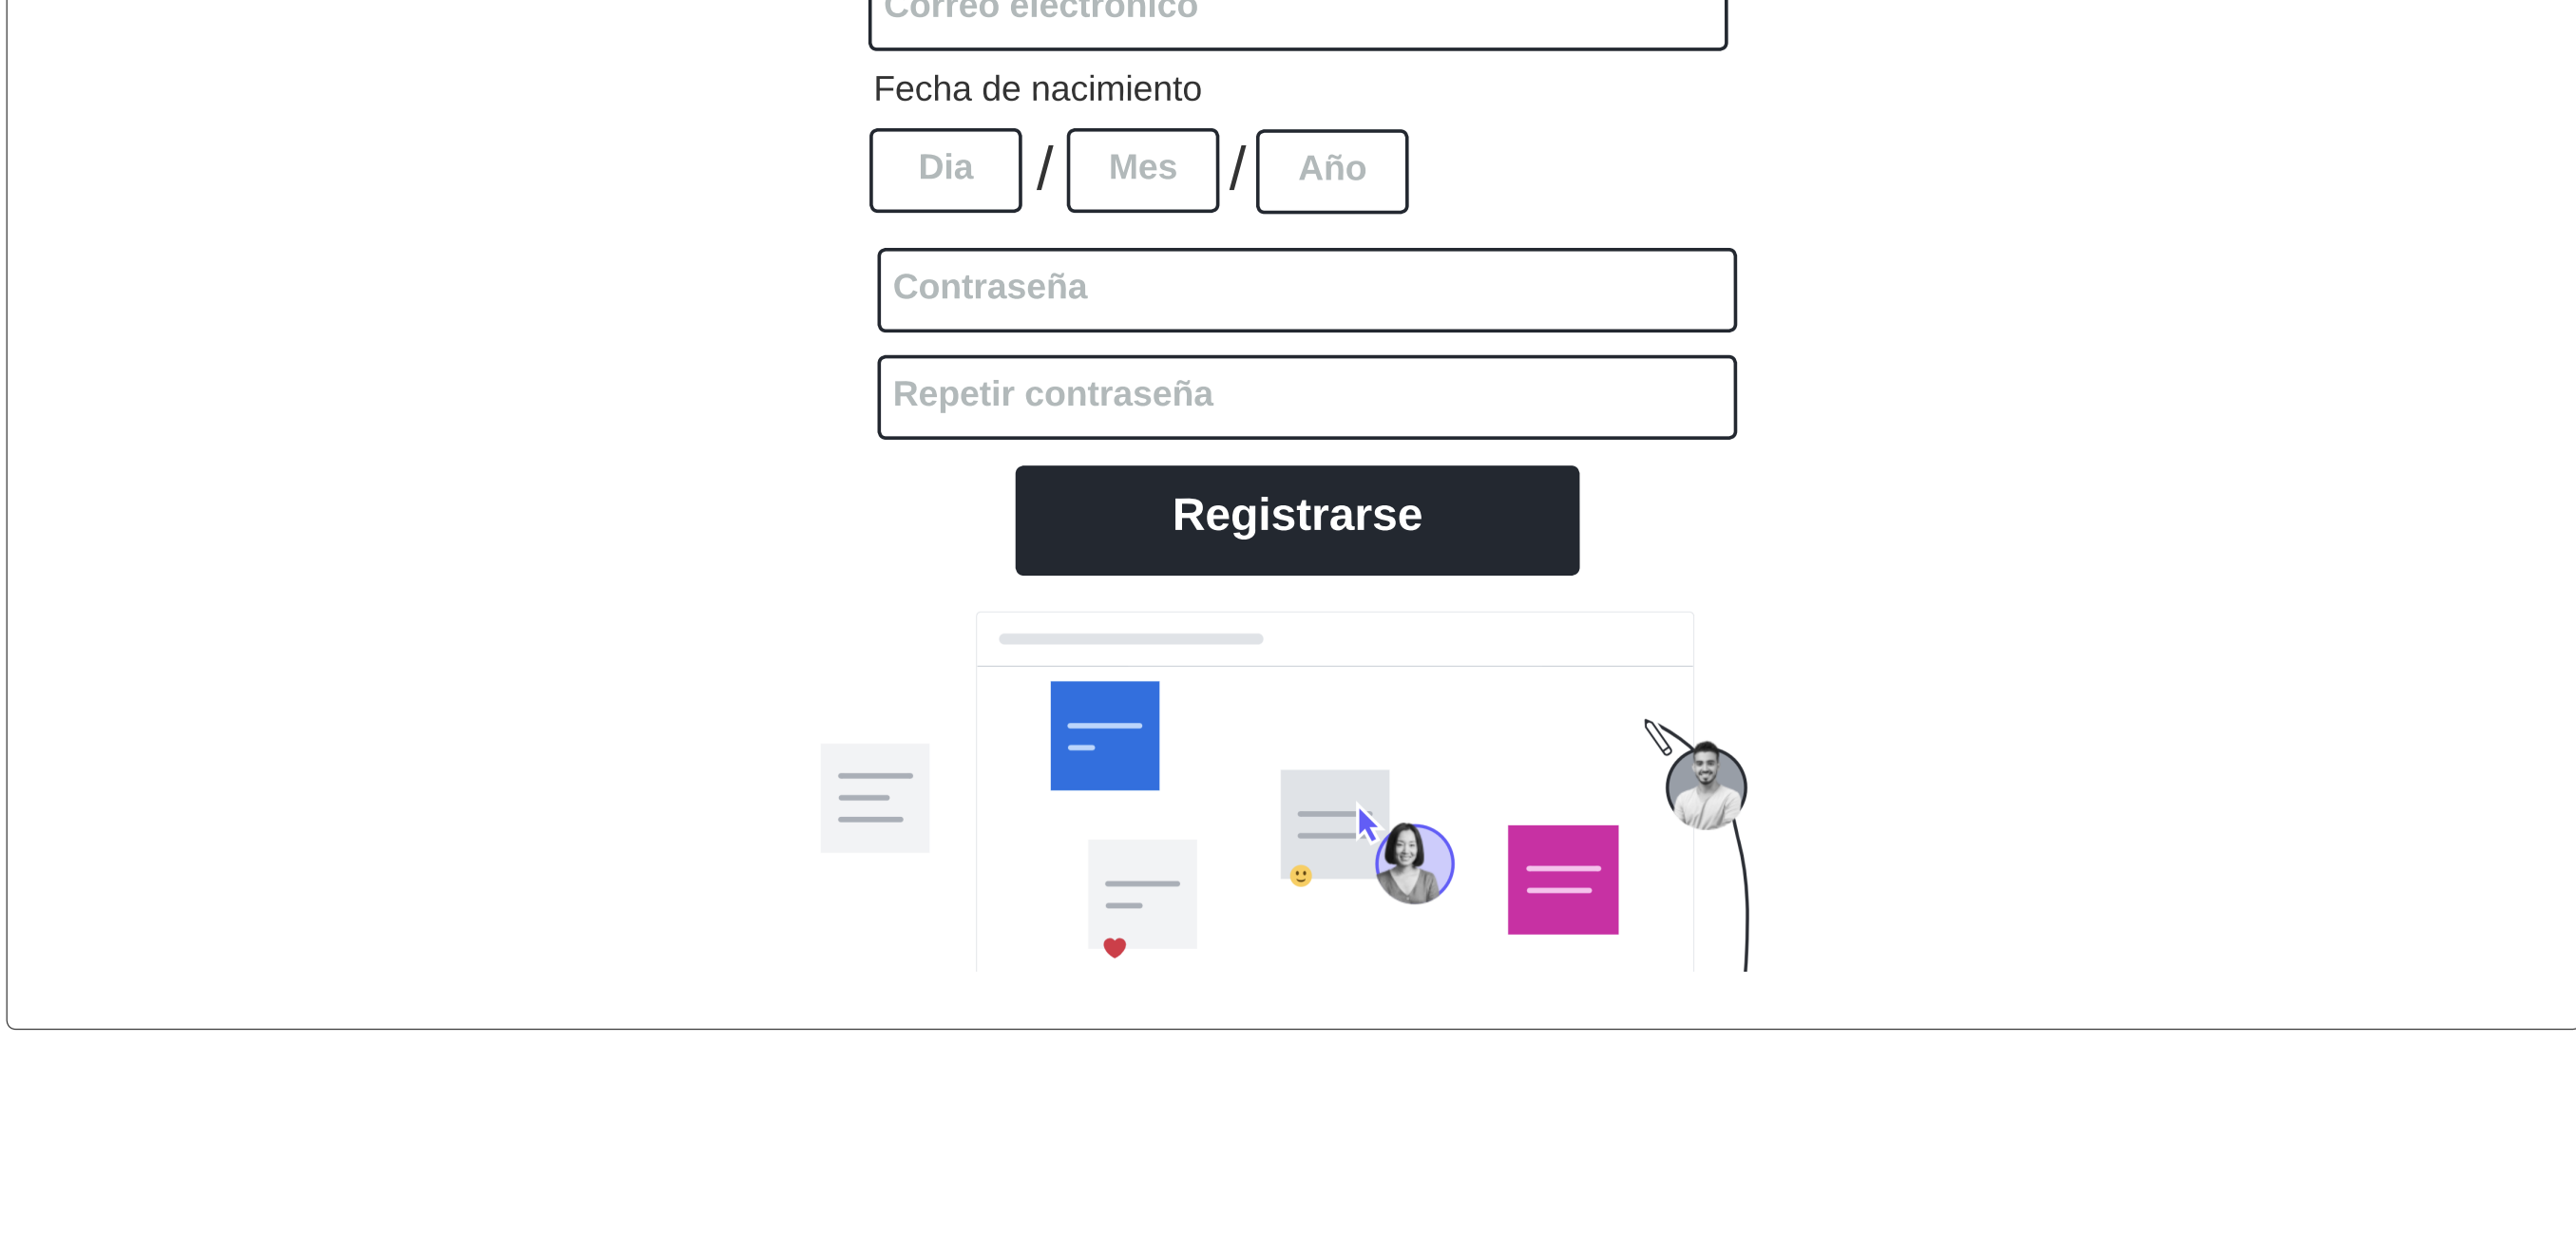 Correo electrónico
Fecha de nacimiento
Dia / Mes / Año
Contraseña
Repetir contraseña
Registrarse